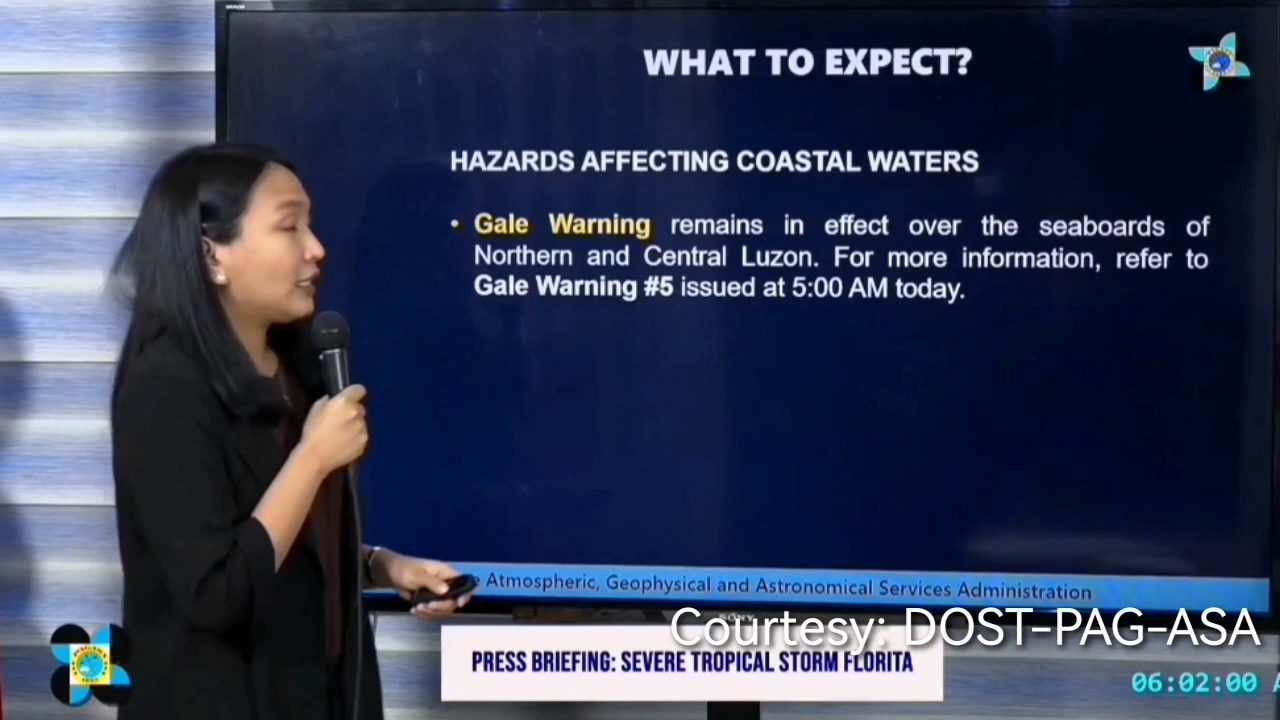 WHAT TO EXPECT?
HAZARDS AFFECTING COASTAL WATERS
• Gale Warning remains in effect over the seaboards of
Northern and Central Luzon. For more information, refer to
Gale Warning #5 issued at 5:00 AM today.
Atmospheric, Geophysical and Astronomical Services Administration
SONY
Courtesy: DOST-PAG-ASA
PRESS BRIEFING: SEVERE TROPICAL STORM FLORITA
06:02:00 A